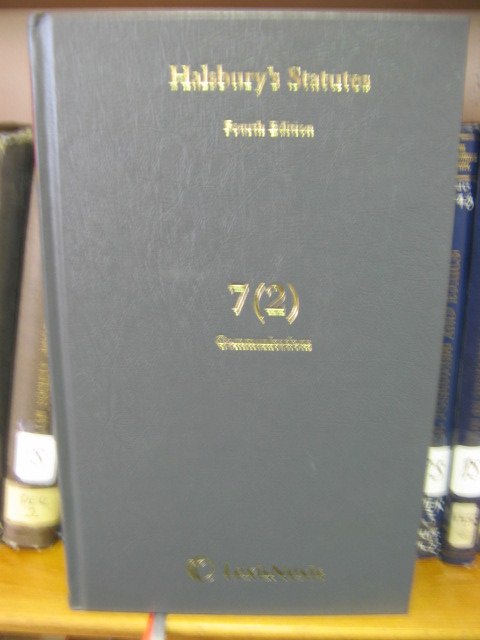 Halsbury's Statutes
Fourth Edition
7(2)
Communications
LexisNexis